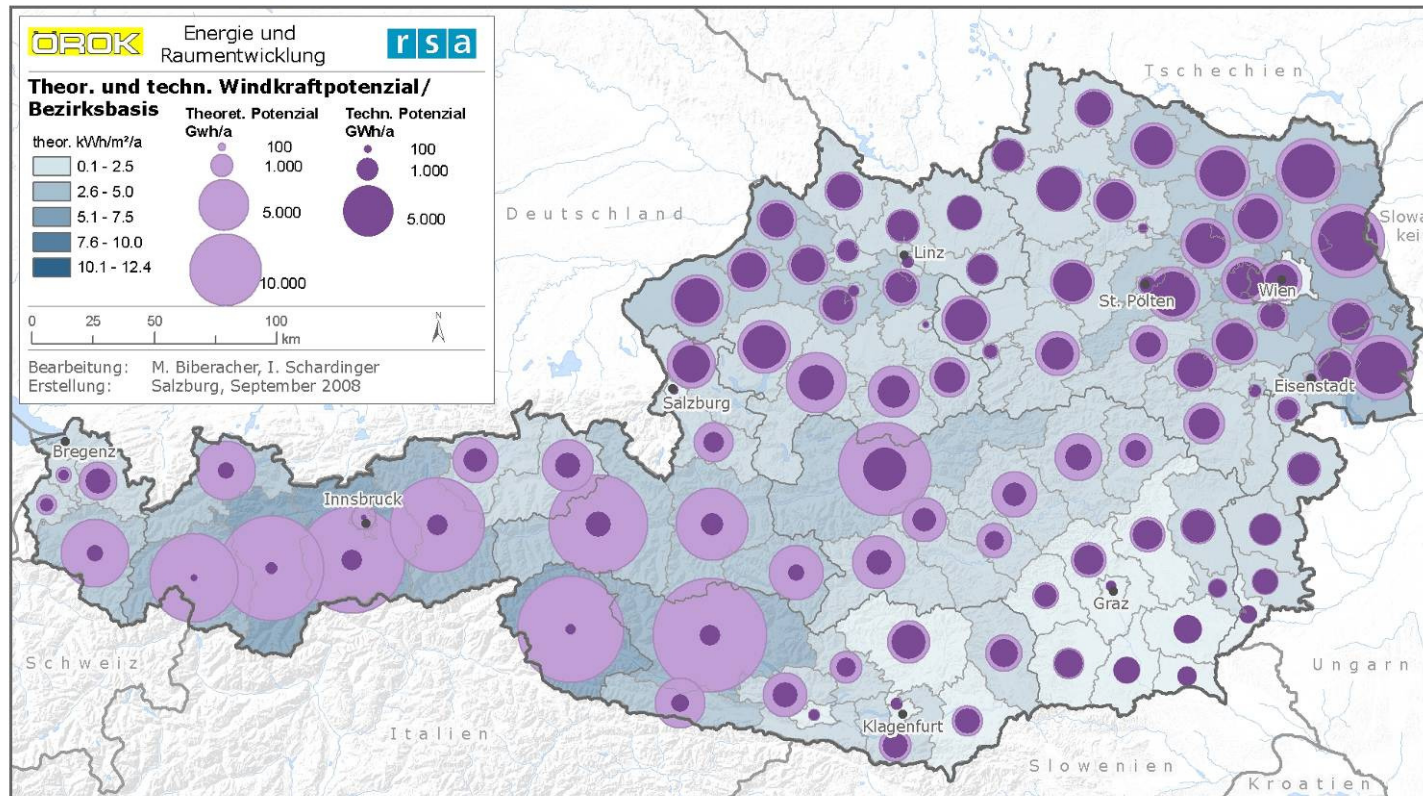 ÖROK
Energie und
Raumentwicklung
rsa
Theor. und techn. Windkraftpotenzial/
Bezirksbasis
theor. kWh/m²/a
0.1 - 2.5
2.6 - 5.0
5.1 - 7.5
7.6 - 10.0
10.1 - 12.4
Theoret. Potenzial
Gwh/a
100
1.000
5.000
10.000
Techn. Potenzial
GWh/a
100
1.000
5.000
0 25 50 100
km
N
Bearbeitung: M. Biberacher, I. Schardinger
Erstellung: Salzburg, September 2008
Tschechien
Deutschland
Slowa
kei
Linz
Wien
St. Pölten
Eisenstadt
Salzburg
Bregenz
Innsbruck
Graz
Schweiz
Ungarn
Klagenfurt
Italien
Slowenien
Kroatien